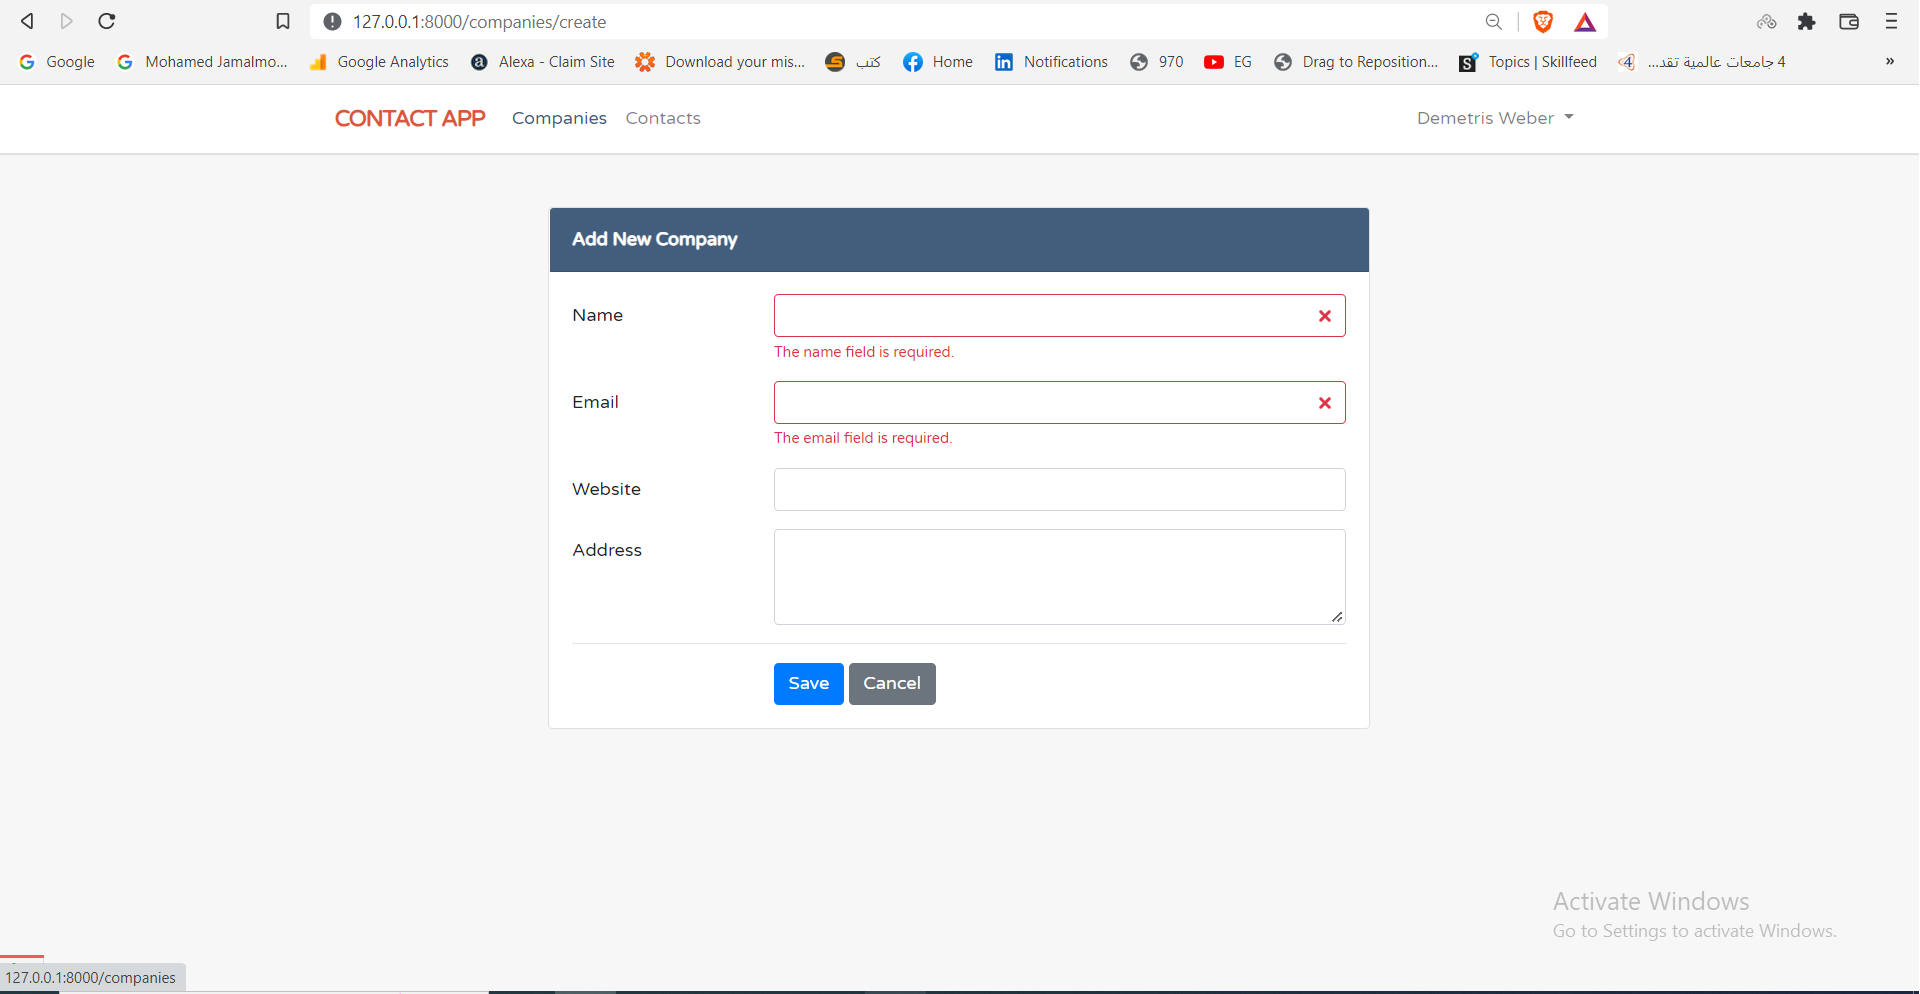 127.0.0.1:8000/companies/create
Google
Mohamed Jamalmo...
Google Analytics
Alexa - Claim Site
Download your mis...
كتب
Home
Notifications
970
EG
Drag to Reposition...
Topics | Skillfeed
4 جامعات عالمية تقد...
»
CONTACT APP
Companies
Contacts
Demetris Weber
Add New Company
Name
The name field is required.
Email
The email field is required.
Website
Address
Save
Cancel
Activate Windows
Go to Settings to activate Windows.
127.0.0.1:8000/companies